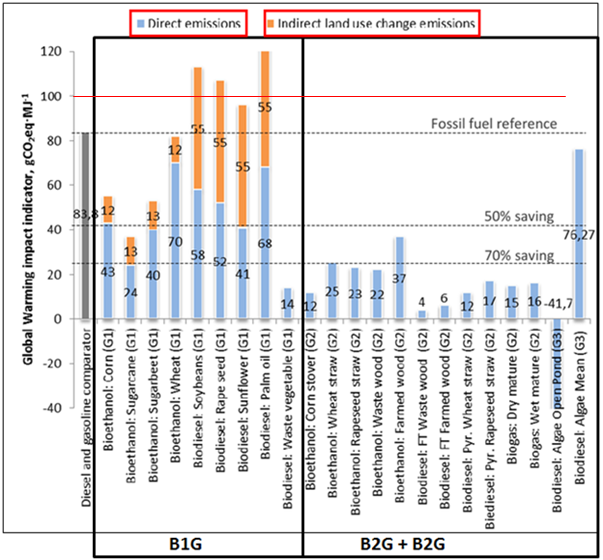 Direct emissions
Indirect land use change emissions
Global Warming impact indicator, gCO₂eq·MJ⁻¹
120
100
80
60
40
20
0
-20
-40
Fossil fuel reference
50% saving
70% saving
83,8
43
12
24
13
40
13
70
12
58
55
52
55
41
55
68
55
14
12
25
23
22
37
4
6
12
17
15
16
-41,7
76,27
Diesel and gasoline comparator
Bioethanol: Corn (G1)
Bioethanol: Sugarcane (G1)
Bioethanol: Sugarbeet (G1)
Bioethanol: Wheat (G1)
Biodiesel: Soybeans (G1)
Biodiesel: Rape seed (G1)
Biodiesel: Sunflower (G1)
Biodiesel: Palm oil (G1)
Biodiesel: Waste vegetable (G1)
Bioethanol: Corn stover (G2)
Bioethanol: Wheat straw (G2)
Bioethanol: Rapeseed straw (G2)
Bioethanol: Waste wood (G2)
Bioethanol: Farmed wood (G2)
Biodiesel: FT Waste wood (G2)
Biodiesel: FT Farmed wood (G2)
Biodiesel: Pyr. Wheat straw (G2)
Biediesel: Pyr. Rapeseed straw (G2)
Biogas: Dry mature (G2)
Biogas: Wet mature (G2)
Biodiesel: Algae Open Pond (G3)
Biodiesel: Algae Mean (G3)
B1G
B2G + B2G